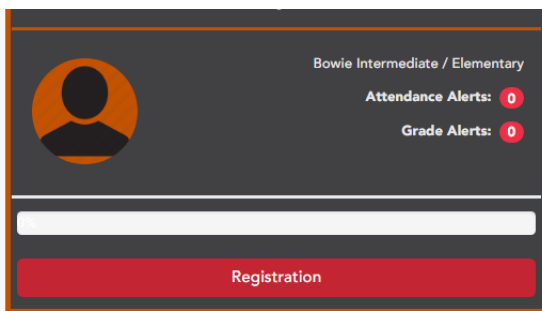 Bowie Intermediate / Elementary
Attendance Alerts: 0
Grade Alerts: 0
Registration